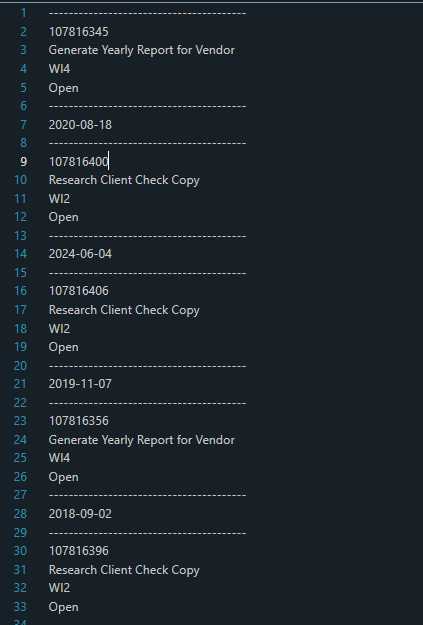 1 ----------------------------------------
2 107816345
3 Generate Yearly Report for Vendor
4 WI4
5 Open
6 ----------------------------------------
7 2020-08-18
8 ----------------------------------------
9 107816400
10 Research Client Check Copy
11 WI2
12 Open
13 ----------------------------------------
14 2024-06-04
15 ----------------------------------------
16 107816406
17 Research Client Check Copy
18 WI2
19 Open
20 ----------------------------------------
21 2019-11-07
22 ----------------------------------------
23 107816356
24 Generate Yearly Report for Vendor
25 WI4
26 Open
27 ----------------------------------------
28 2018-09-02
29 ----------------------------------------
30 107816396
31 Research Client Check Copy
32 WI2
33 Open